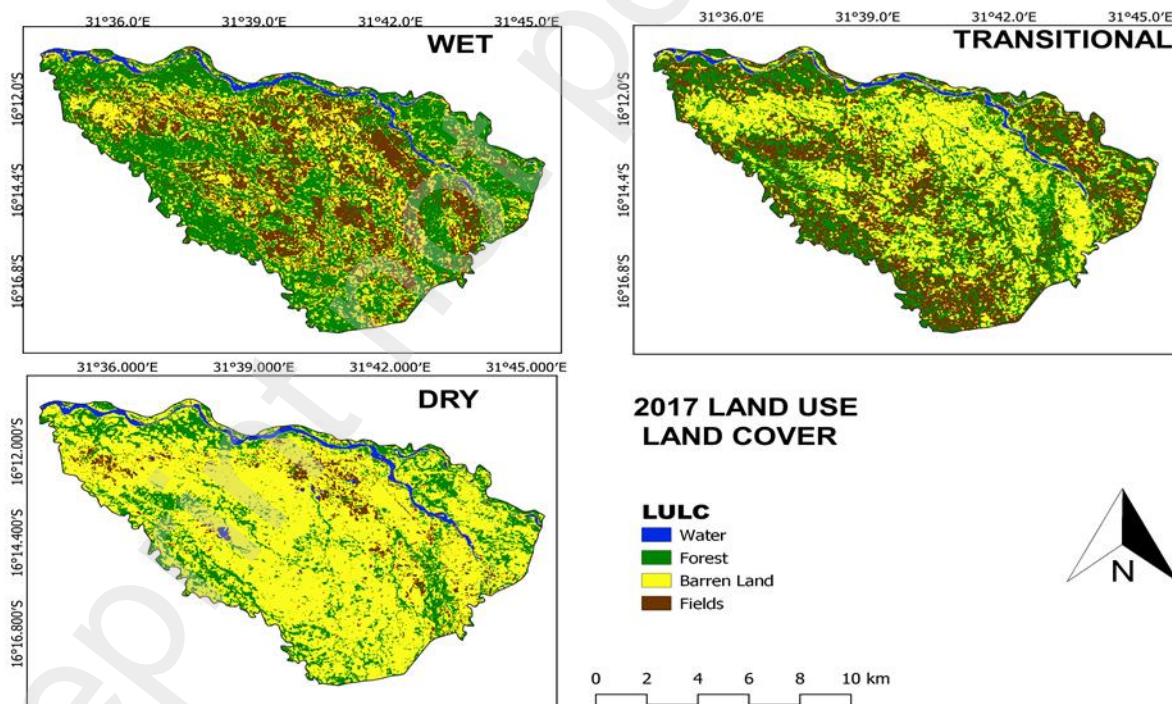 31°36.0'E 31°39.0'E 31°42.0'E 31°45.0'E
WET
16°12.0'S
16°14.4'S
16°16.8'S
31°36.0'E 31°39.0'E 31°42.0'E 31°45.0'E
TRANSITIONAL
16°12.0'S
16°14.4'S
16°16.8'S
31°36.000'E 31°39.000'E 31°42.000'E 31°45.000'E
DRY
16°12.000'S
16°14.400'S
16°16.800'S
2017 LAND USE
LAND COVER
LULC
Water
Forest
Barren Land
Fields
N
0 2 4 6 8 10 km